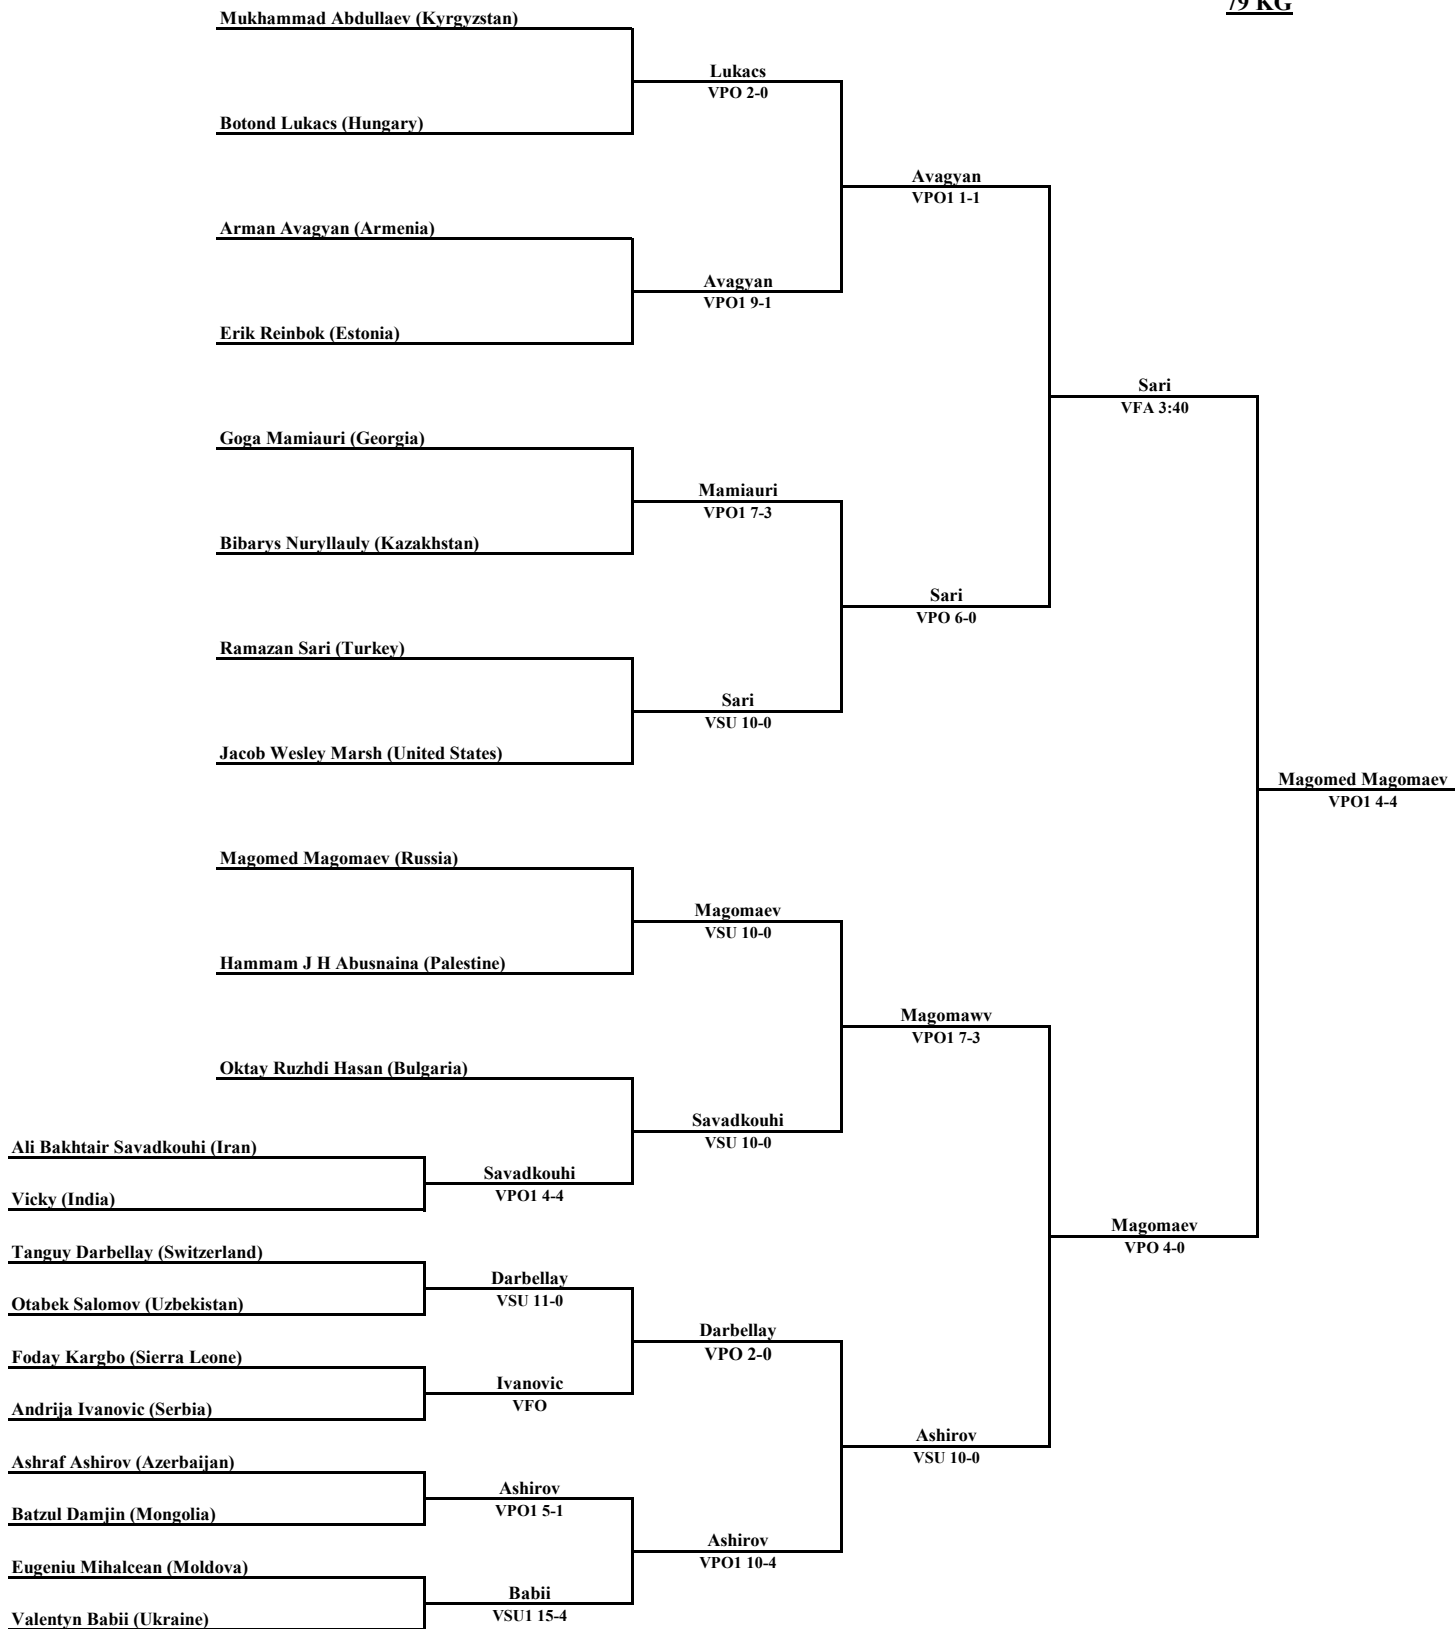 79 KG
Mukhammad Abdullaev (Kyrgyzstan)
Lukacs
VPO 2-0
Botond Lukacs (Hungary)
Avagyan
VPO1 1-1
Arman Avagyan (Armenia)
Avagyan
VPO1 9-1
Erik Reinbok (Estonia)
Sari
VFA 3:40
Goga Mamiauri (Georgia)
Mamiauri
VPO1 7-3
Bibarys Nuryllauly (Kazakhstan)
Sari
VPO 6-0
Ramazan Sari (Turkey)
Sari
VSU 10-0
Jacob Wesley Marsh (United States)
Magomed Magomaev
VPO1 4-4
Magomed Magomaev (Russia)
Magomaev
VSU 10-0
Hammam J H Abusnaina (Palestine)
Magomawv
VPO1 7-3
Oktay Ruzhdi Hasan (Bulgaria)
Savadkouhi
VSU 10-0
Ali Bakhtair Savadkouhi (Iran)
Savadkouhi
VPO1 4-4
Vicky (India)
Magomaev
VPO 4-0
Tanguy Darbellay (Switzerland)
Darbellay
VSU 11-0
Otabek Salomov (Uzbekistan)
Darbellay
VPO 2-0
Foday Kargbo (Sierra Leone)
Ivanovic
VFO
Andrija Ivanovic (Serbia)
Ashirov
VSU 10-0
Ashraf Ashirov (Azerbaijan)
Ashirov
VPO1 5-1
Batzul Damjin (Mongolia)
Ashirov
VPO1 10-4
Eugeniu Mihalcean (Moldova)
Babii
VSU1 15-4
Valentyn Babii (Ukraine)